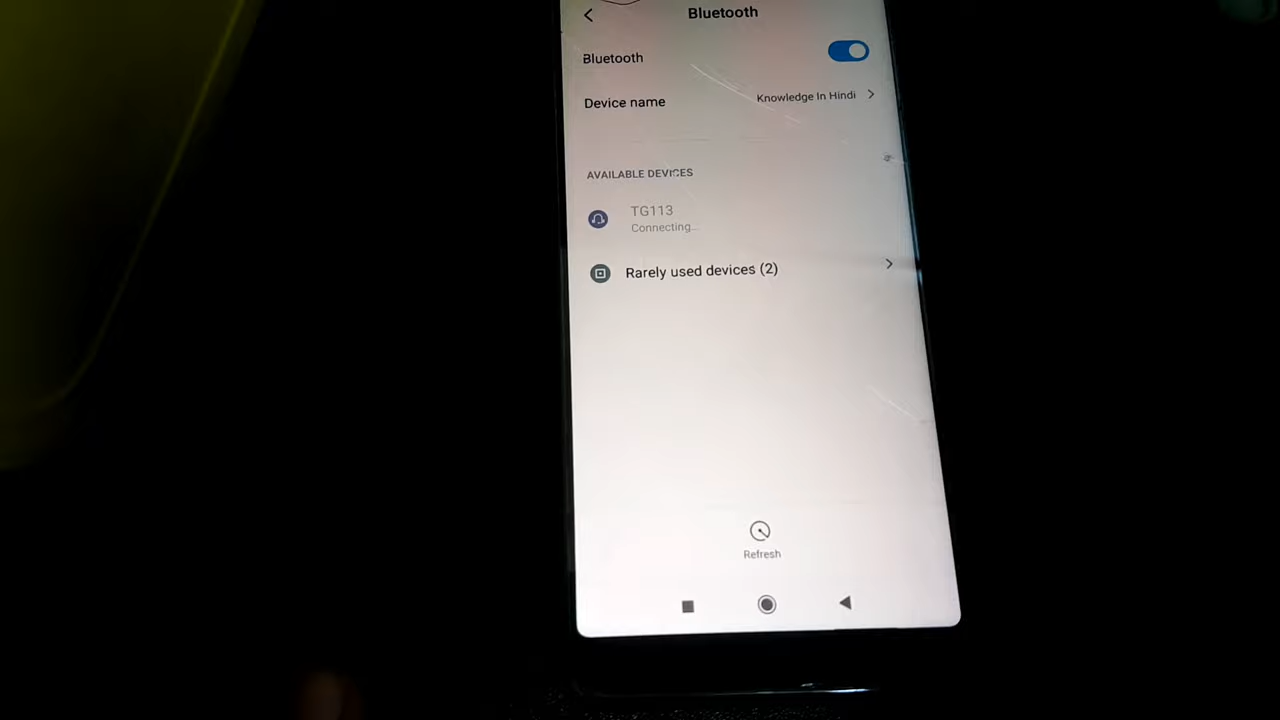 Bluetooth
Bluetooth
Device name Knowledge In Hindi
AVAILABLE DEVICES
TG113
Connecting...
Rarely used devices (2)
Refresh